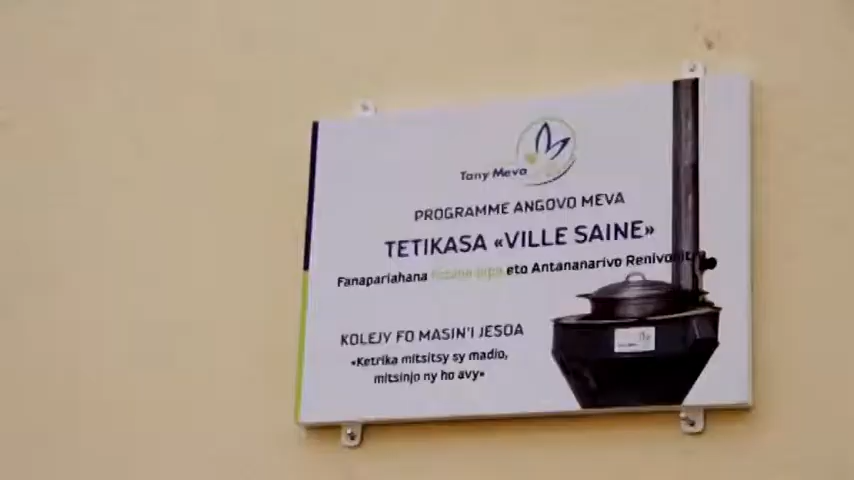 Tany Meva
PROGRAMME ANGOVO MEVA
TETIKASA «VILLE SAINE»
Fanapariahana eto Antananarivo Renivohitr
KOLEJY FO MASIN'I JESOA
«Ketrika mitsitsy sy madio,
mitsinjo ny ho avy»